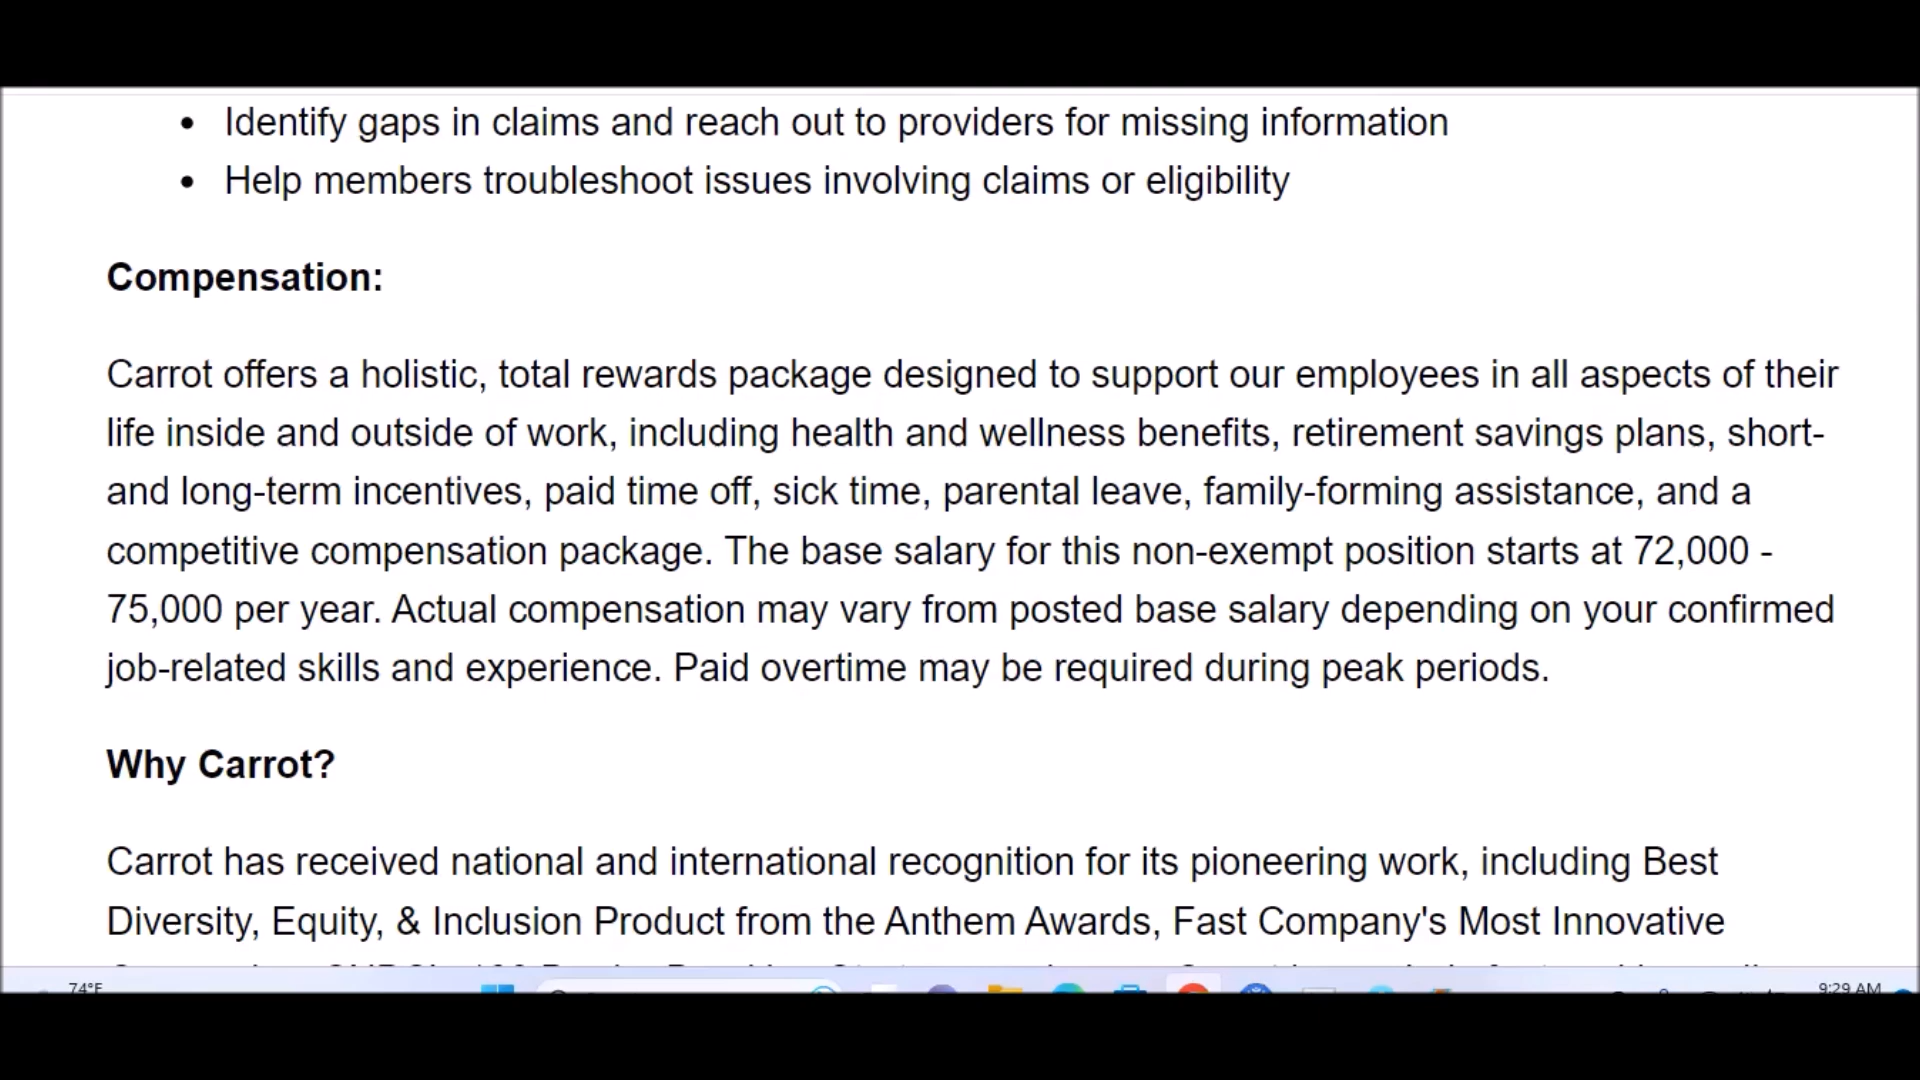 Identify gaps in claims and reach out to providers for missing information
Help members troubleshoot issues involving claims or eligibility
Compensation:
Carrot offers a holistic, total rewards package designed to support our employees in all aspects of their
life inside and outside of work, including health and wellness benefits, retirement savings plans, short-
and long-term incentives, paid time off, sick time, parental leave, family-forming assistance, and a
competitive compensation package. The base salary for this non-exempt position starts at 72,000 -
75,000 per year. Actual compensation may vary from posted base salary depending on your confirmed
job-related skills and experience. Paid overtime may be required during peak periods.
Why Carrot?
Carrot has received national and international recognition for its pioneering work, including Best
Diversity, Equity, & Inclusion Product from the Anthem Awards, Fast Company's Most Innovative
74°F
9:29 AM